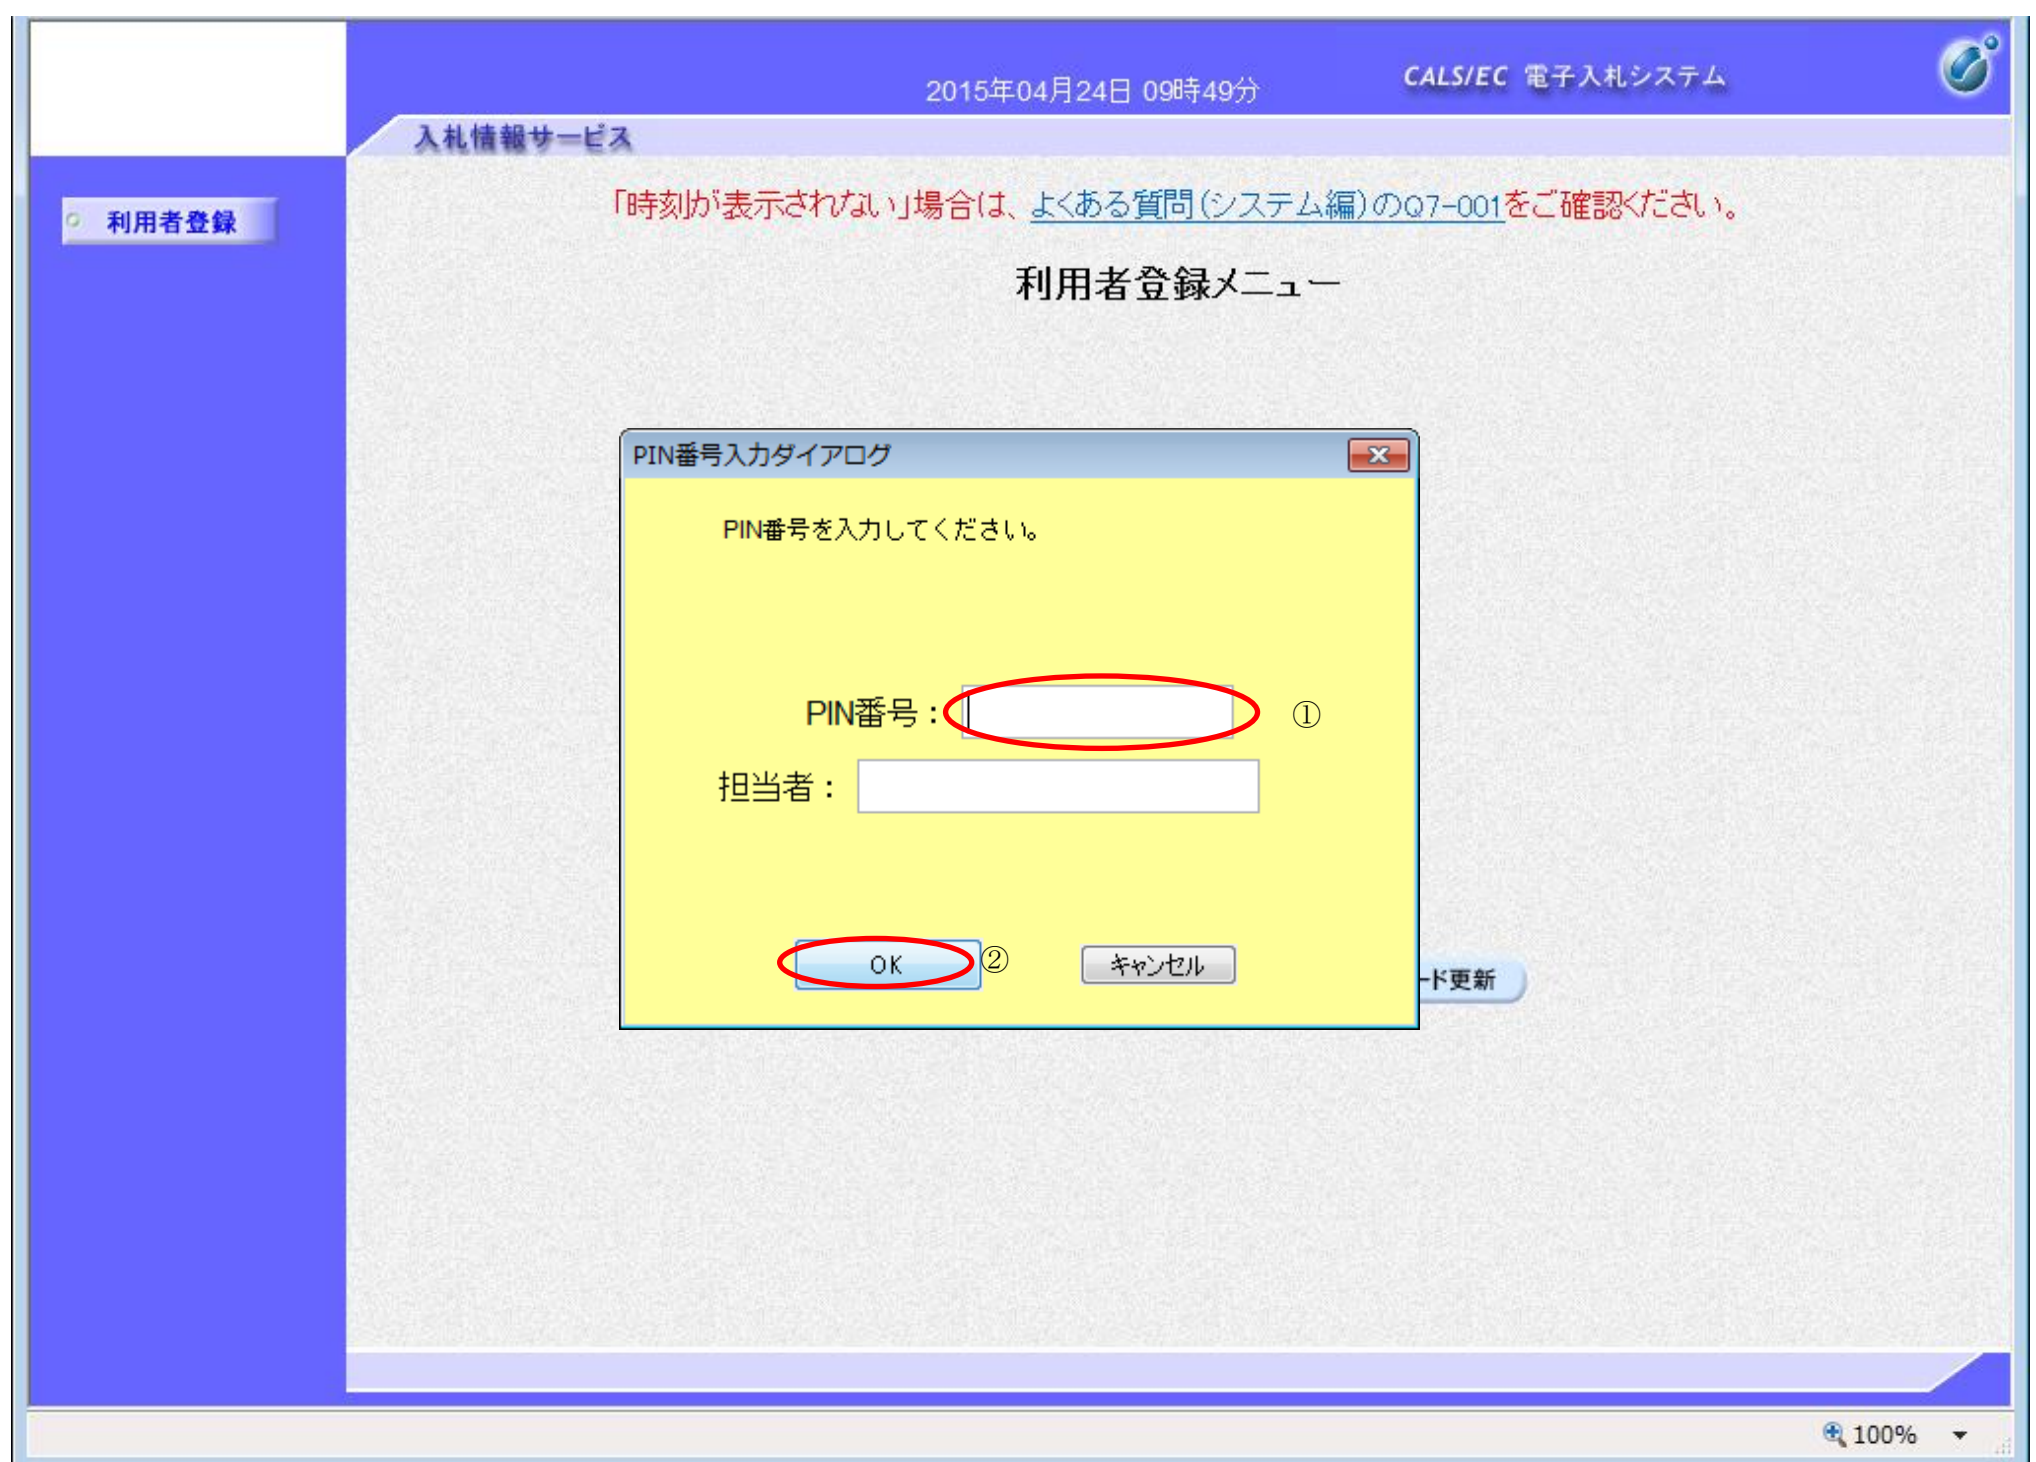 2015年04月24日 09時49分
CALS/EC 電子入札システム
入札情報サービス
利用者登録
「時刻が表示されない」場合は、よくある質問(システム編)のQ7-001をご確認ください。
利用者登録メニュー
PIN番号入力ダイアログ
PIN番号を入力してください。
PIN番号： ①
担当者：
OK ② キャンセル
ード更新
100%